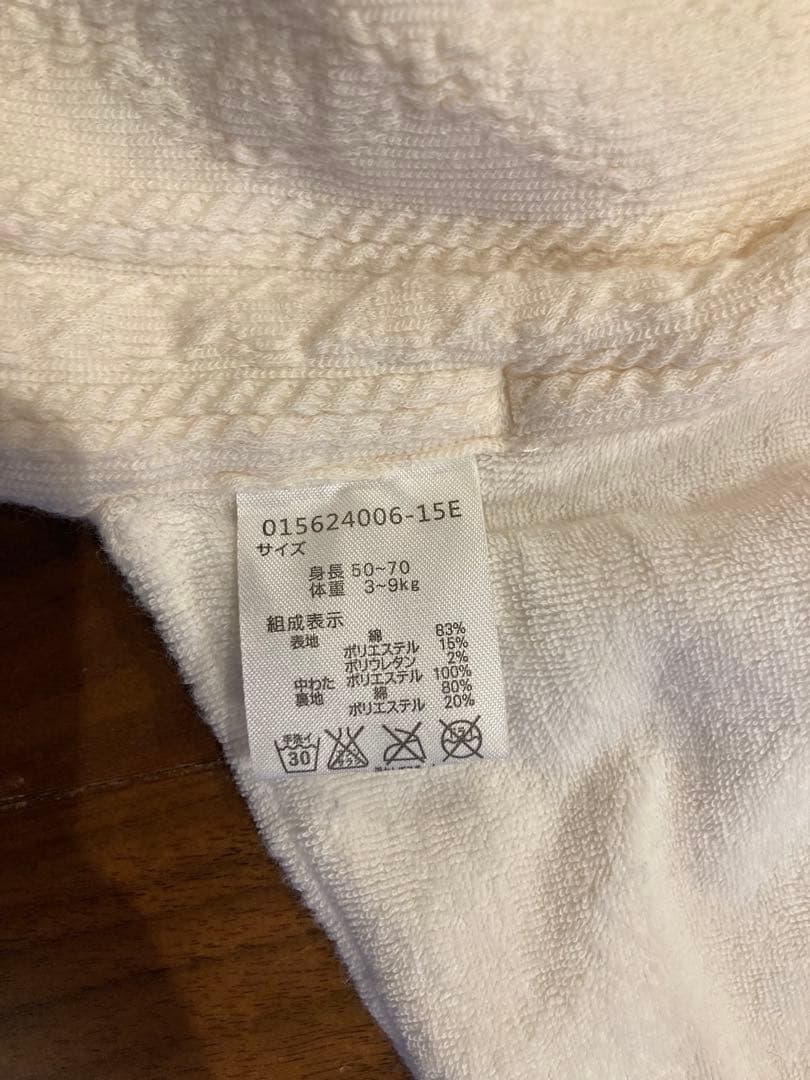 015624006-15E
サイズ
身長 50~70
体重 3~9kg
組成表示
表地 綿 83%
ポリエステル 15%
ポリウレタン 2%
中わた ポリエステル 100%
裏地 綿 80%
ポリエステル 20%
手洗イ
30